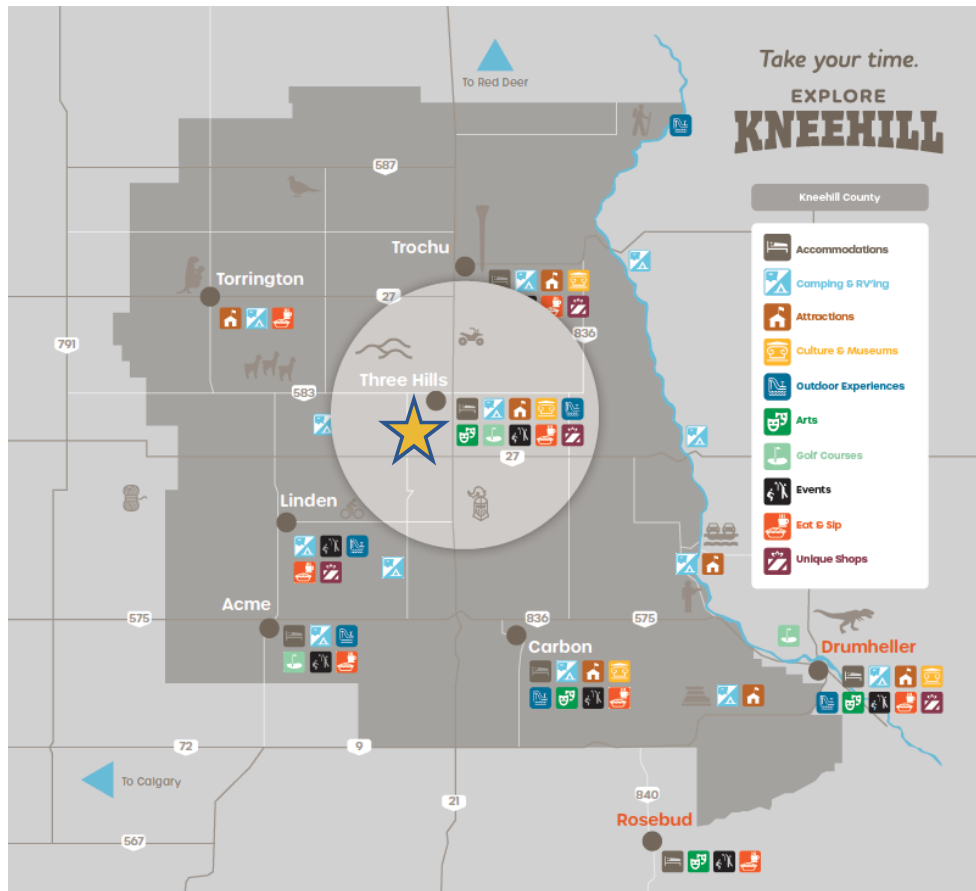 Take your time.
EXPLORE
KNEEHILL
To Red Deer
587
Kneehill County
Accommodations
Camping & RV'ing
Attractions
Culture & Museums
Outdoor Experiences
Arts
Golf Courses
Events
Eat & Sip
Unique Shops
Trochu
Torrington
27
836
791
Three Hills
583
27
Linden
575
Acme
836
575
Carbon
Drumheller
72
9
To Calgary
21
840
Rosebud
567